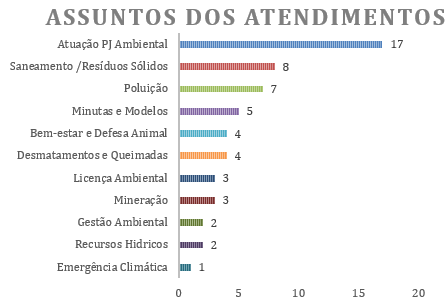 ASSUNTOS DOS ATENDIMENTOS
Atuação PJ Ambiental 17
Saneamento /Resíduos Sólidos 8
Poluição 7
Minutas e Modelos 5
Bem-estar e Defesa Animal 4
Desmatamentos e Queimadas 4
Licença Ambiental 3
Mineração 3
Gestão Ambiental 2
Recursos Hidricos 2
Emergência Climática 1
0 5 10 15 20